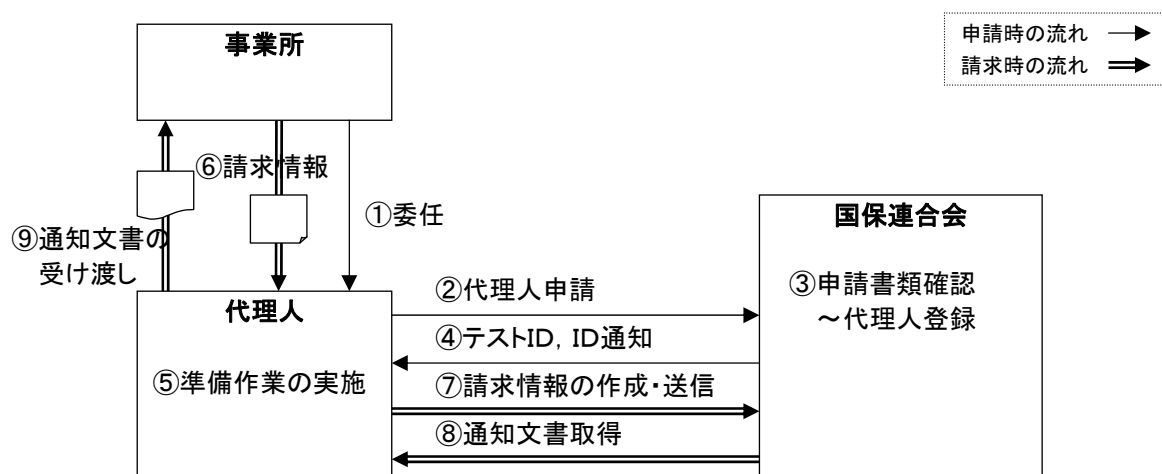 事業所
申請時の流れ
請求時の流れ
⑥請求情報
①委任
⑨通知文書の
受け渡し
国保連合会
③申請書類確認
～代理人登録
代理人
②代理人申請
④テストID，ID通知
⑤準備作業の実施
⑦請求情報の作成・送信
⑧通知文書取得